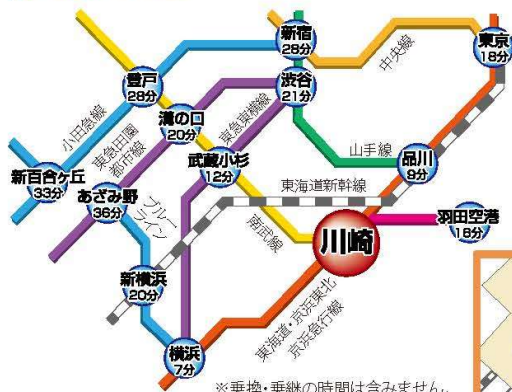 新宿
28分
東京
18分
中央線
登戸
28分
渋谷
21分
小田急線
溝の口
20分
東急東横線
東急田園
都市線
武蔵小杉
12分
山手線
品川
9分
新百合ヶ丘
33分
あざみ野
36分
東海道新幹線
ブルー
ライン
南武線
川崎
羽田空港
18分
新横浜
20分
東海道・京浜東北
京浜急行線
横浜
7分
※乗換・乗継の時間は含みません。